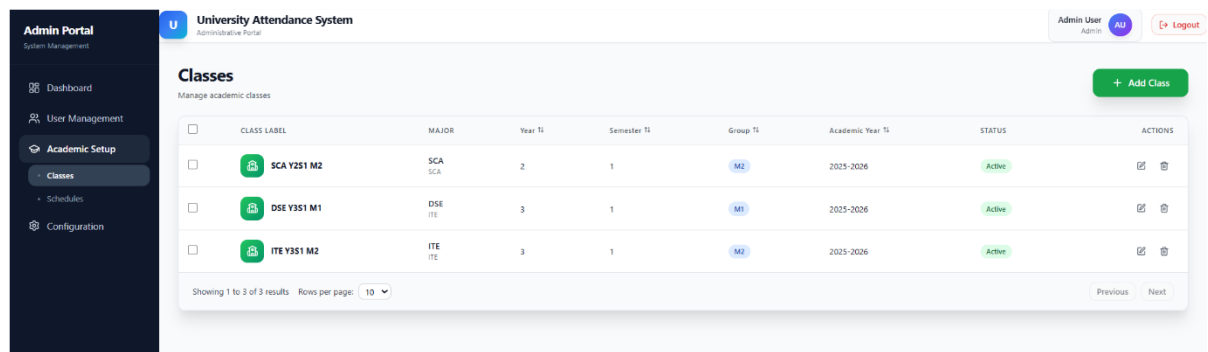 Admin Portal
System Management
Dashboard
User Management
Academic Setup
Classes
Schedules
Configuration
U
University Attendance System
Administrative Portal
Admin User
Admin
AU
Logout
Classes
Manage academic classes
+ Add Class
CLASS LABEL MAJOR Year Semester Group Academic Year STATUS ACTIONS
SCA Y2S1 M2 SCA 2 1 M2 2025-2026 Active
SCA
DSE Y3S1 M1 DSE 3 1 M1 2025-2026 Active
ITE
ITE Y3S1 M2 ITE 3 1 M2 2025-2026 Active
ITE
Showing 1 to 3 of 3 results Rows per page: 10 Previous Next